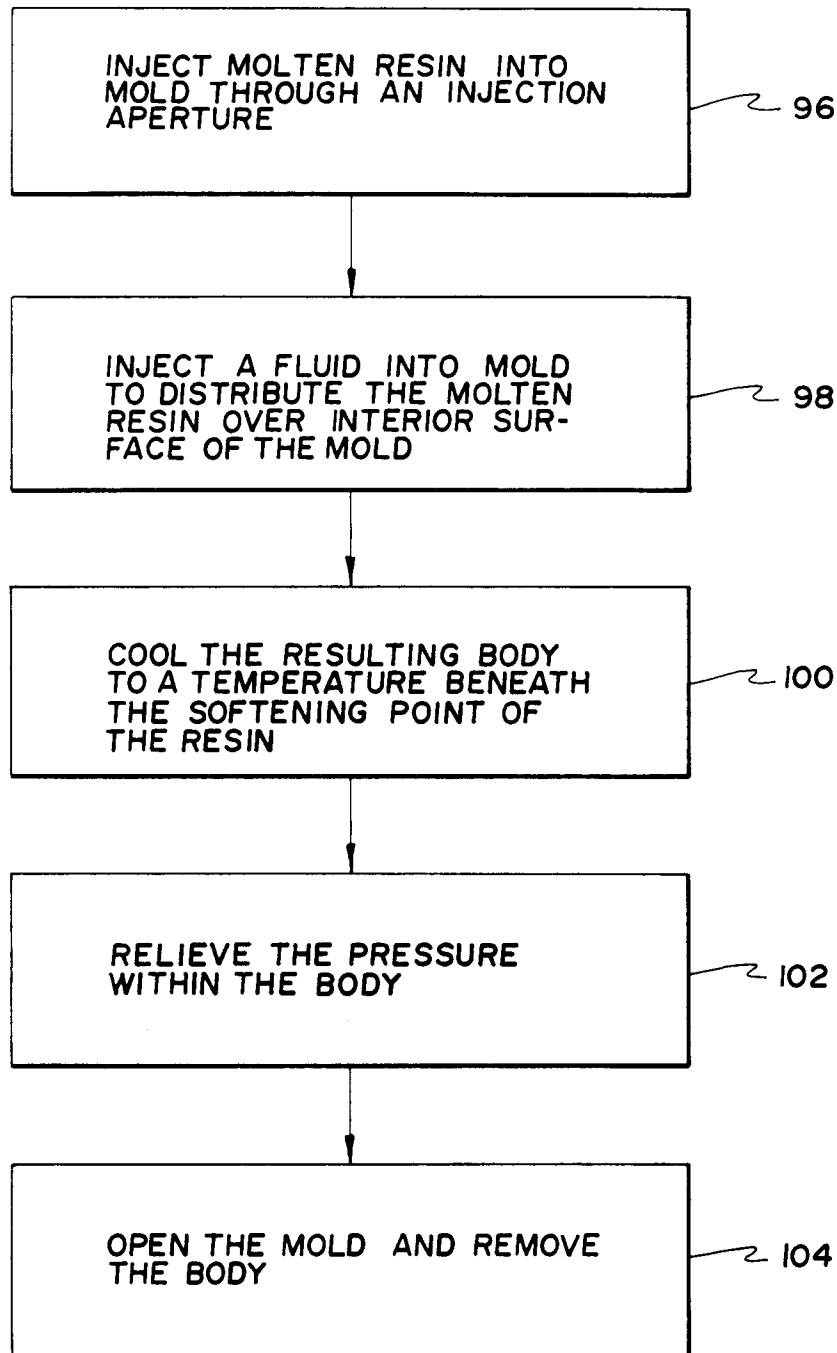 INJECT MOLTEN RESIN INTO
MOLD THROUGH AN INJECTION
APERTURE
96
INJECT A FLUID INTO MOLD
TO DISTRIBUTE THE MOLTEN
RESIN OVER INTERIOR SUR-
FACE OF THE MOLD
98
COOL THE RESULTING BODY
TO A TEMPERATURE BENEATH
THE SOFTENING POINT OF
THE RESIN
100
RELIEVE THE PRESSURE
WITHIN THE BODY
102
OPEN THE MOLD AND REMOVE
THE BODY
104